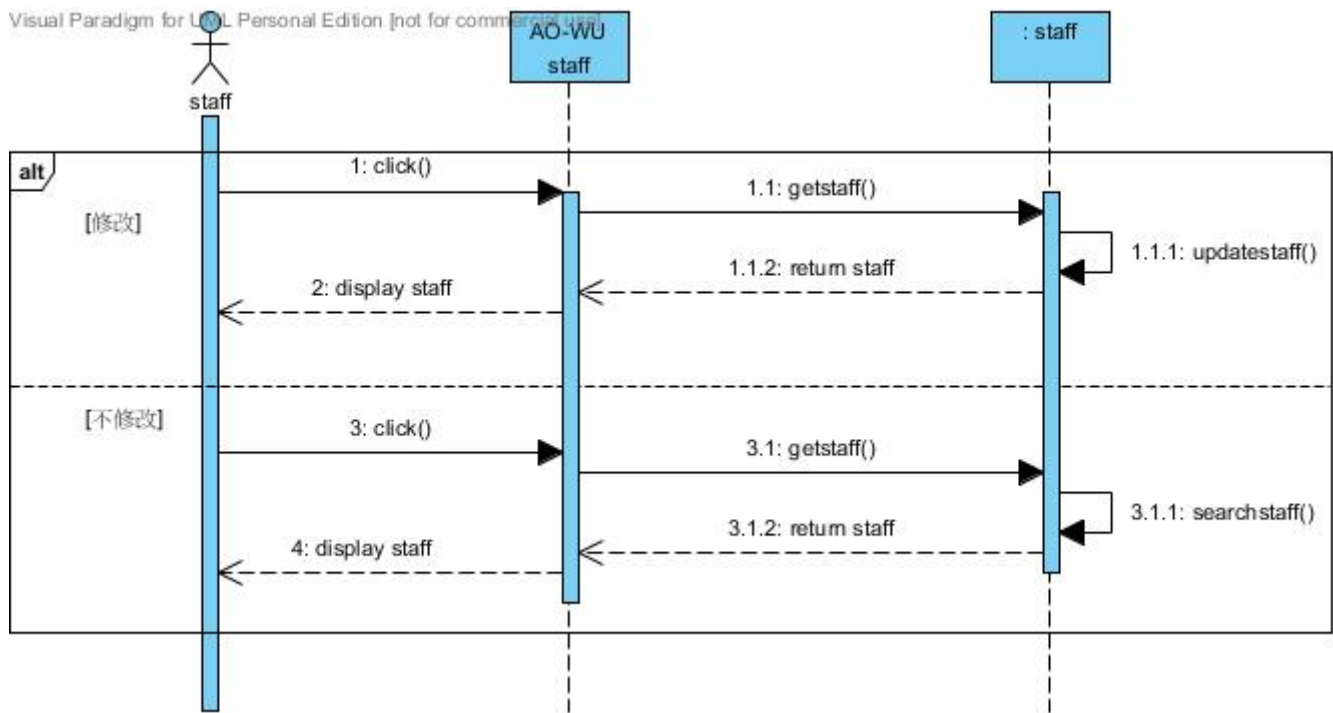 Visual Paradigm for UML Personal Edition [not for commercial use]
AO-WU
staff
: staff
staff
alt
1: click()
1.1: getstaff()
[修改]
1.1.1: updatestaff()
1.1.2: return staff
2: display staff
[不修改]
3: click()
3.1: getstaff()
3.1.1: searchstaff()
3.1.2: return staff
4: display staff